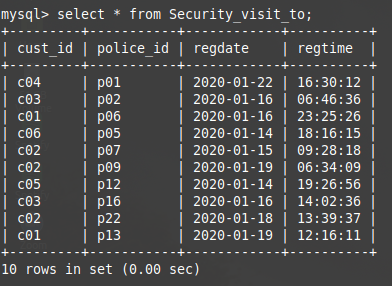 mysql> select * from Security_visit_to;
+---------+-----------+------------+----------+
| cust_id | police_id | regdate    | regtime  |
+---------+-----------+------------+----------+
| c04     | p01       | 2020-01-22 | 16:30:12 |
| c03     | p02       | 2020-01-16 | 06:46:36 |
| c01     | p06       | 2020-01-16 | 23:25:26 |
| c06     | p05       | 2020-01-14 | 18:16:15 |
| c02     | p07       | 2020-01-15 | 09:28:18 |
| c02     | p09       | 2020-01-19 | 06:34:09 |
| c05     | p12       | 2020-01-14 | 19:26:56 |
| c03     | p16       | 2020-01-16 | 14:02:36 |
| c02     | p22       | 2020-01-18 | 13:39:37 |
| c01     | p13       | 2020-01-19 | 12:16:11 |
+---------+-----------+------------+----------+
10 rows in set (0.00 sec)